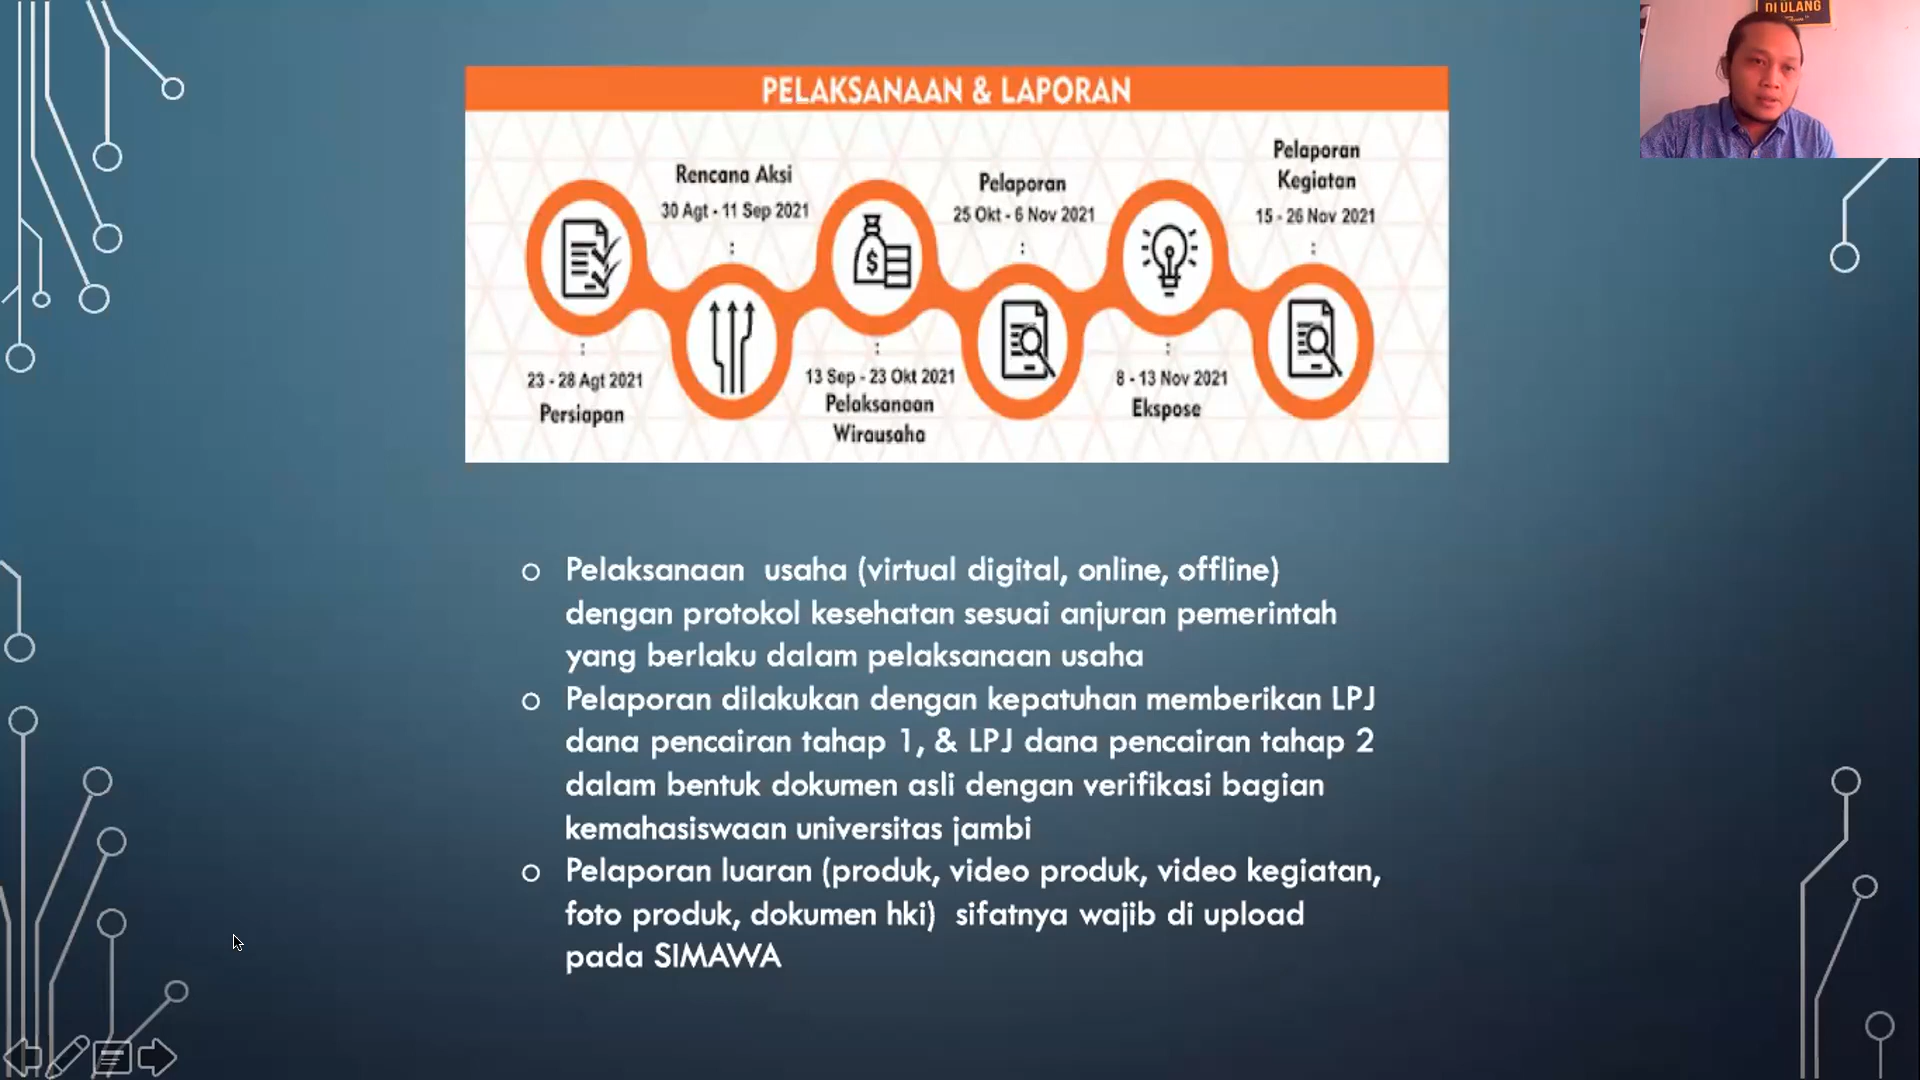 DI ULANG
PELAKSANAAN & LAPORAN
Rencana Aksi
30 Agt - 11 Sep 2021
Pelaporan
25 Okt - 6 Nov 2021
Pelaporan
Kegiatan
15 - 26 Nov 2021
23 - 28 Agt 2021
Persiapan
13 Sep - 23 Okt 2021
Pelaksanaan
Wirausaha
8 - 13 Nov 2021
Ekspose
Pelaksanaan usaha (virtual digital, online, offline)
dengan protokol kesehatan sesuai anjuran pemerintah
yang berlaku dalam pelaksanaan usaha
Pelaporan dilakukan dengan kepatuhan memberikan LPJ
dana pencairan tahap 1, & LPJ dana pencairan tahap 2
dalam bentuk dokumen asli dengan verifikasi bagian
kemahasiswaan universitas jambi
Pelaporan luaran (produk, video produk, video kegiatan,
foto produk, dokumen hki) sifatnya wajib di upload
pada SIMAWA